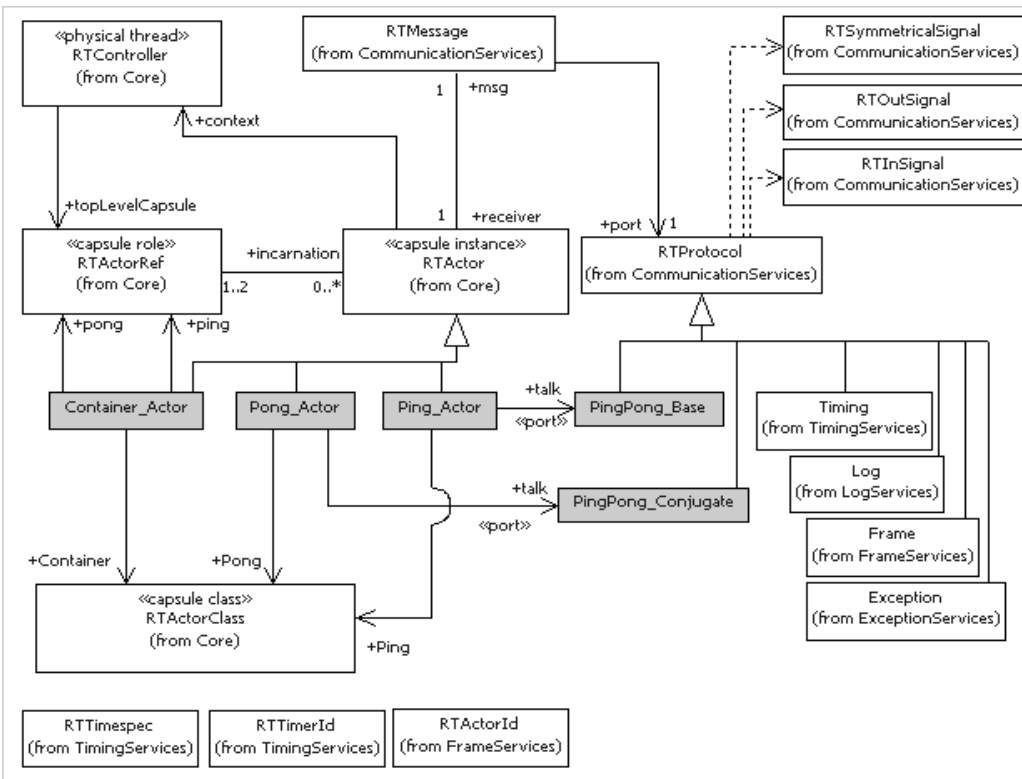 «physical thread»
RTController
(from Core)
RTMessage
(from CommunicationServices)
RTSymmetricalSignal
(from CommunicationServices)
RTOutSignal
(from CommunicationServices)
RTInSignal
(from CommunicationServices)
1
+msg
+context
+topLevelCapsule
1
+receiver
+port
1
«capsule role»
RTActorRef
(from Core)
+incarnation
1..2
0..*
«capsule instance»
RTActor
(from Core)
RTProtocol
(from CommunicationServices)
+pong
+ping
Container_Actor
Pong_Actor
Ping_Actor
+talk
«port»
PingPong_Base
Timing
(from TimingServices)
Log
(from LogServices)
+talk
«port»
PingPong_Conjugate
Frame
(from FrameServices)
+Container
+Pong
Exception
(from ExceptionServices)
«capsule class»
RTActorClass
(from Core)
+Ping
RTTimespec
(from TimingServices)
RTTimerId
(from TimingServices)
RTActorId
(from FrameServices)